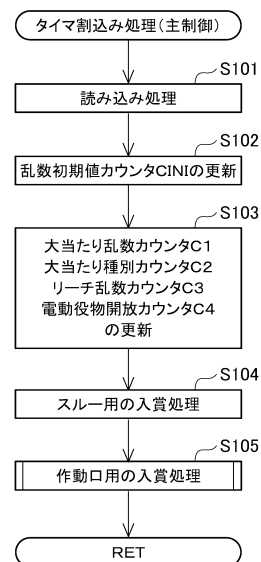 タイマ割込み処理(主制御)
S101
読み込み処理
S102
乱数初期値カウンタCINIの更新
S103
大当たり乱数カウンタC1
大当たり種別カウンタC2
リーチ乱数カウンタC3
電動役物開放カウンタC4
の更新
S104
スルー用の入賞処理
S105
作動口用の入賞処理
RET